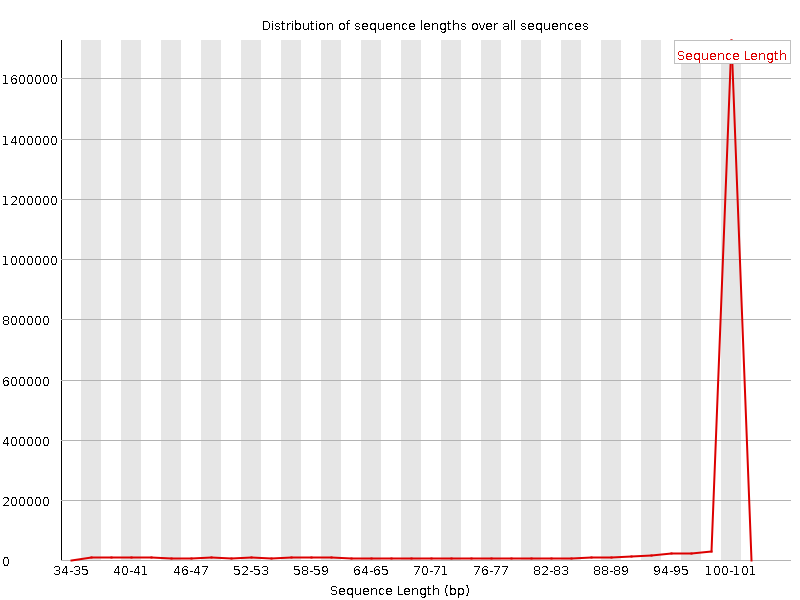 Distribution of sequence lengths over all sequences
Sequence Length
1600000
1400000
1200000
1000000
800000
600000
400000
200000
0
34-35 40-41 46-47 52-53 58-59 64-65 70-71 76-77 82-83 88-89 94-95 100-101
Sequence Length (bp)